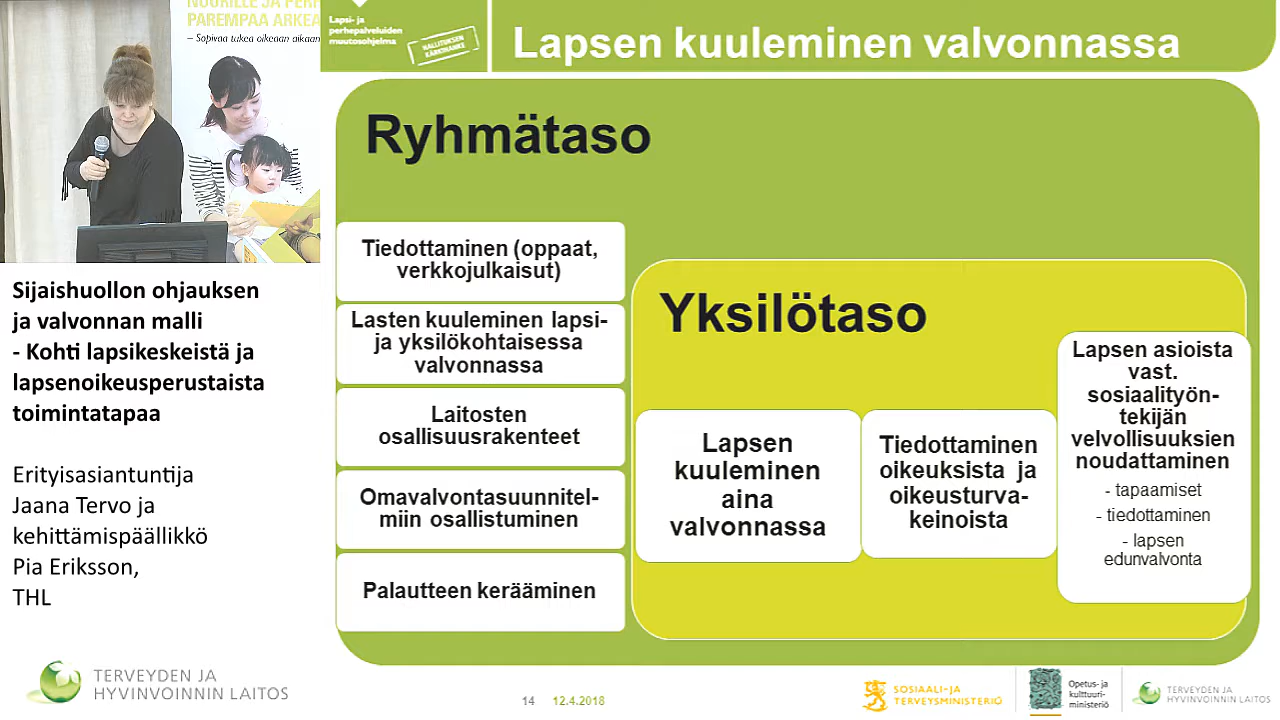 NUORILLE JA PERH
PAREMPAA ARKEA
– Sopivaa tukea oikeaan aikaan
Lapsi- ja
perhepalveluiden
muutosohjelma
HALLITUKSEN
KÄRKIHANKE
Lapsen kuuleminen valvonnassa
Ryhmätaso
Tiedottaminen (oppaat,
verkkojulkaisut)
Lasten kuuleminen lapsi-
ja yksilökohtaisessa
valvonnassa
Laitosten
osallisuusrakenteet
Omavalvontasuunnitel-
miin osallistuminen
Palautteen kerääminen
Yksilötaso
Lapsen
kuuleminen
aina
valvonnassa
Tiedottaminen
oikeuksista ja
oikeusturva-
keinoista
Lapsen asioista
vast.
sosiaalityön-
tekijän
velvollisuuksien
noudattaminen
- tapaamiset
- tiedottaminen
- lapsen
edunvalvonta
Sijaishuollon ohjauksen
ja valvonnan malli
- Kohti lapsikeskeistä ja
lapsenoikeusperustaista
toimintatapaa
Erityisasiantuntija
Jaana Tervo ja
kehittämispäällikkö
Pia Eriksson,
THL
TERVEYDEN JA
HYVINVOINNIN LAITOS
14 12.4.2018
SOSIAALI- JA
TERVEYSMINISTERIÖ
Opetus- ja
kulttuuri-
ministeriö
TERVEYDEN JA
HYVINVOINNIN LAITOS